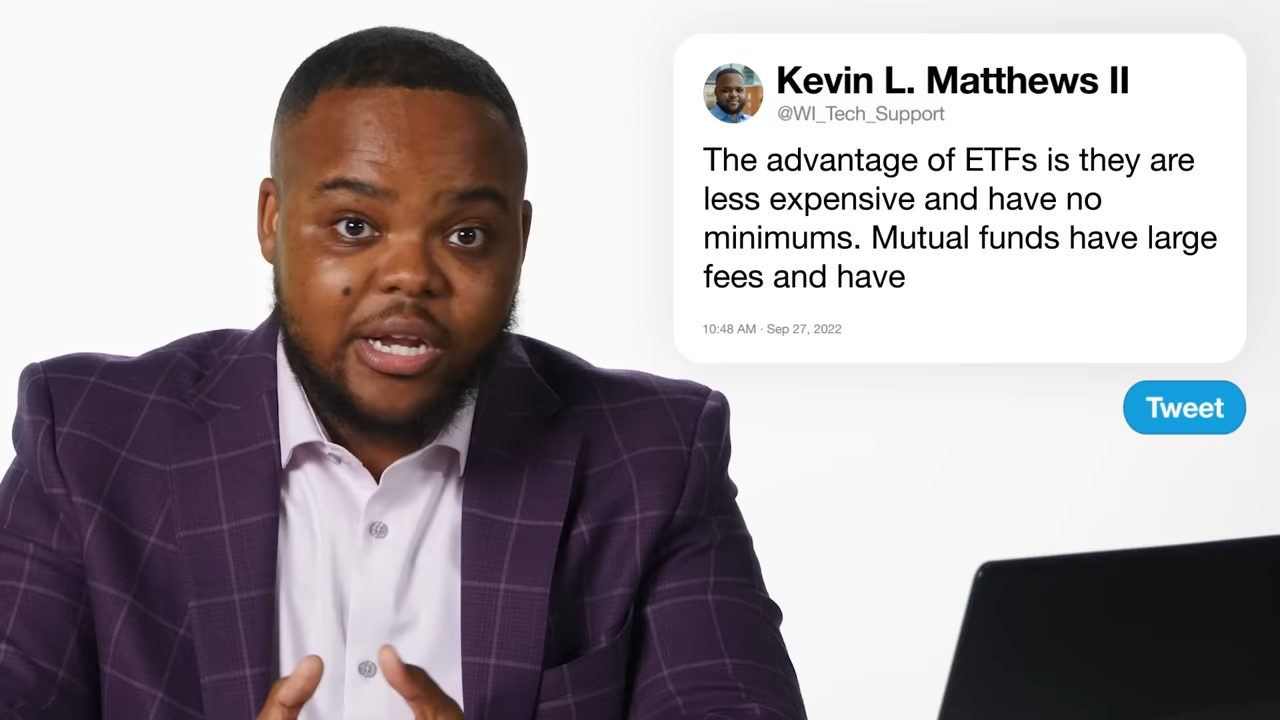 Kevin L. Matthews II
@WI_Tech_Support
The advantage of ETFs is they are
less expensive and have no
minimums. Mutual funds have large
fees and have
10:48 AM · Sep 27, 2022
Tweet